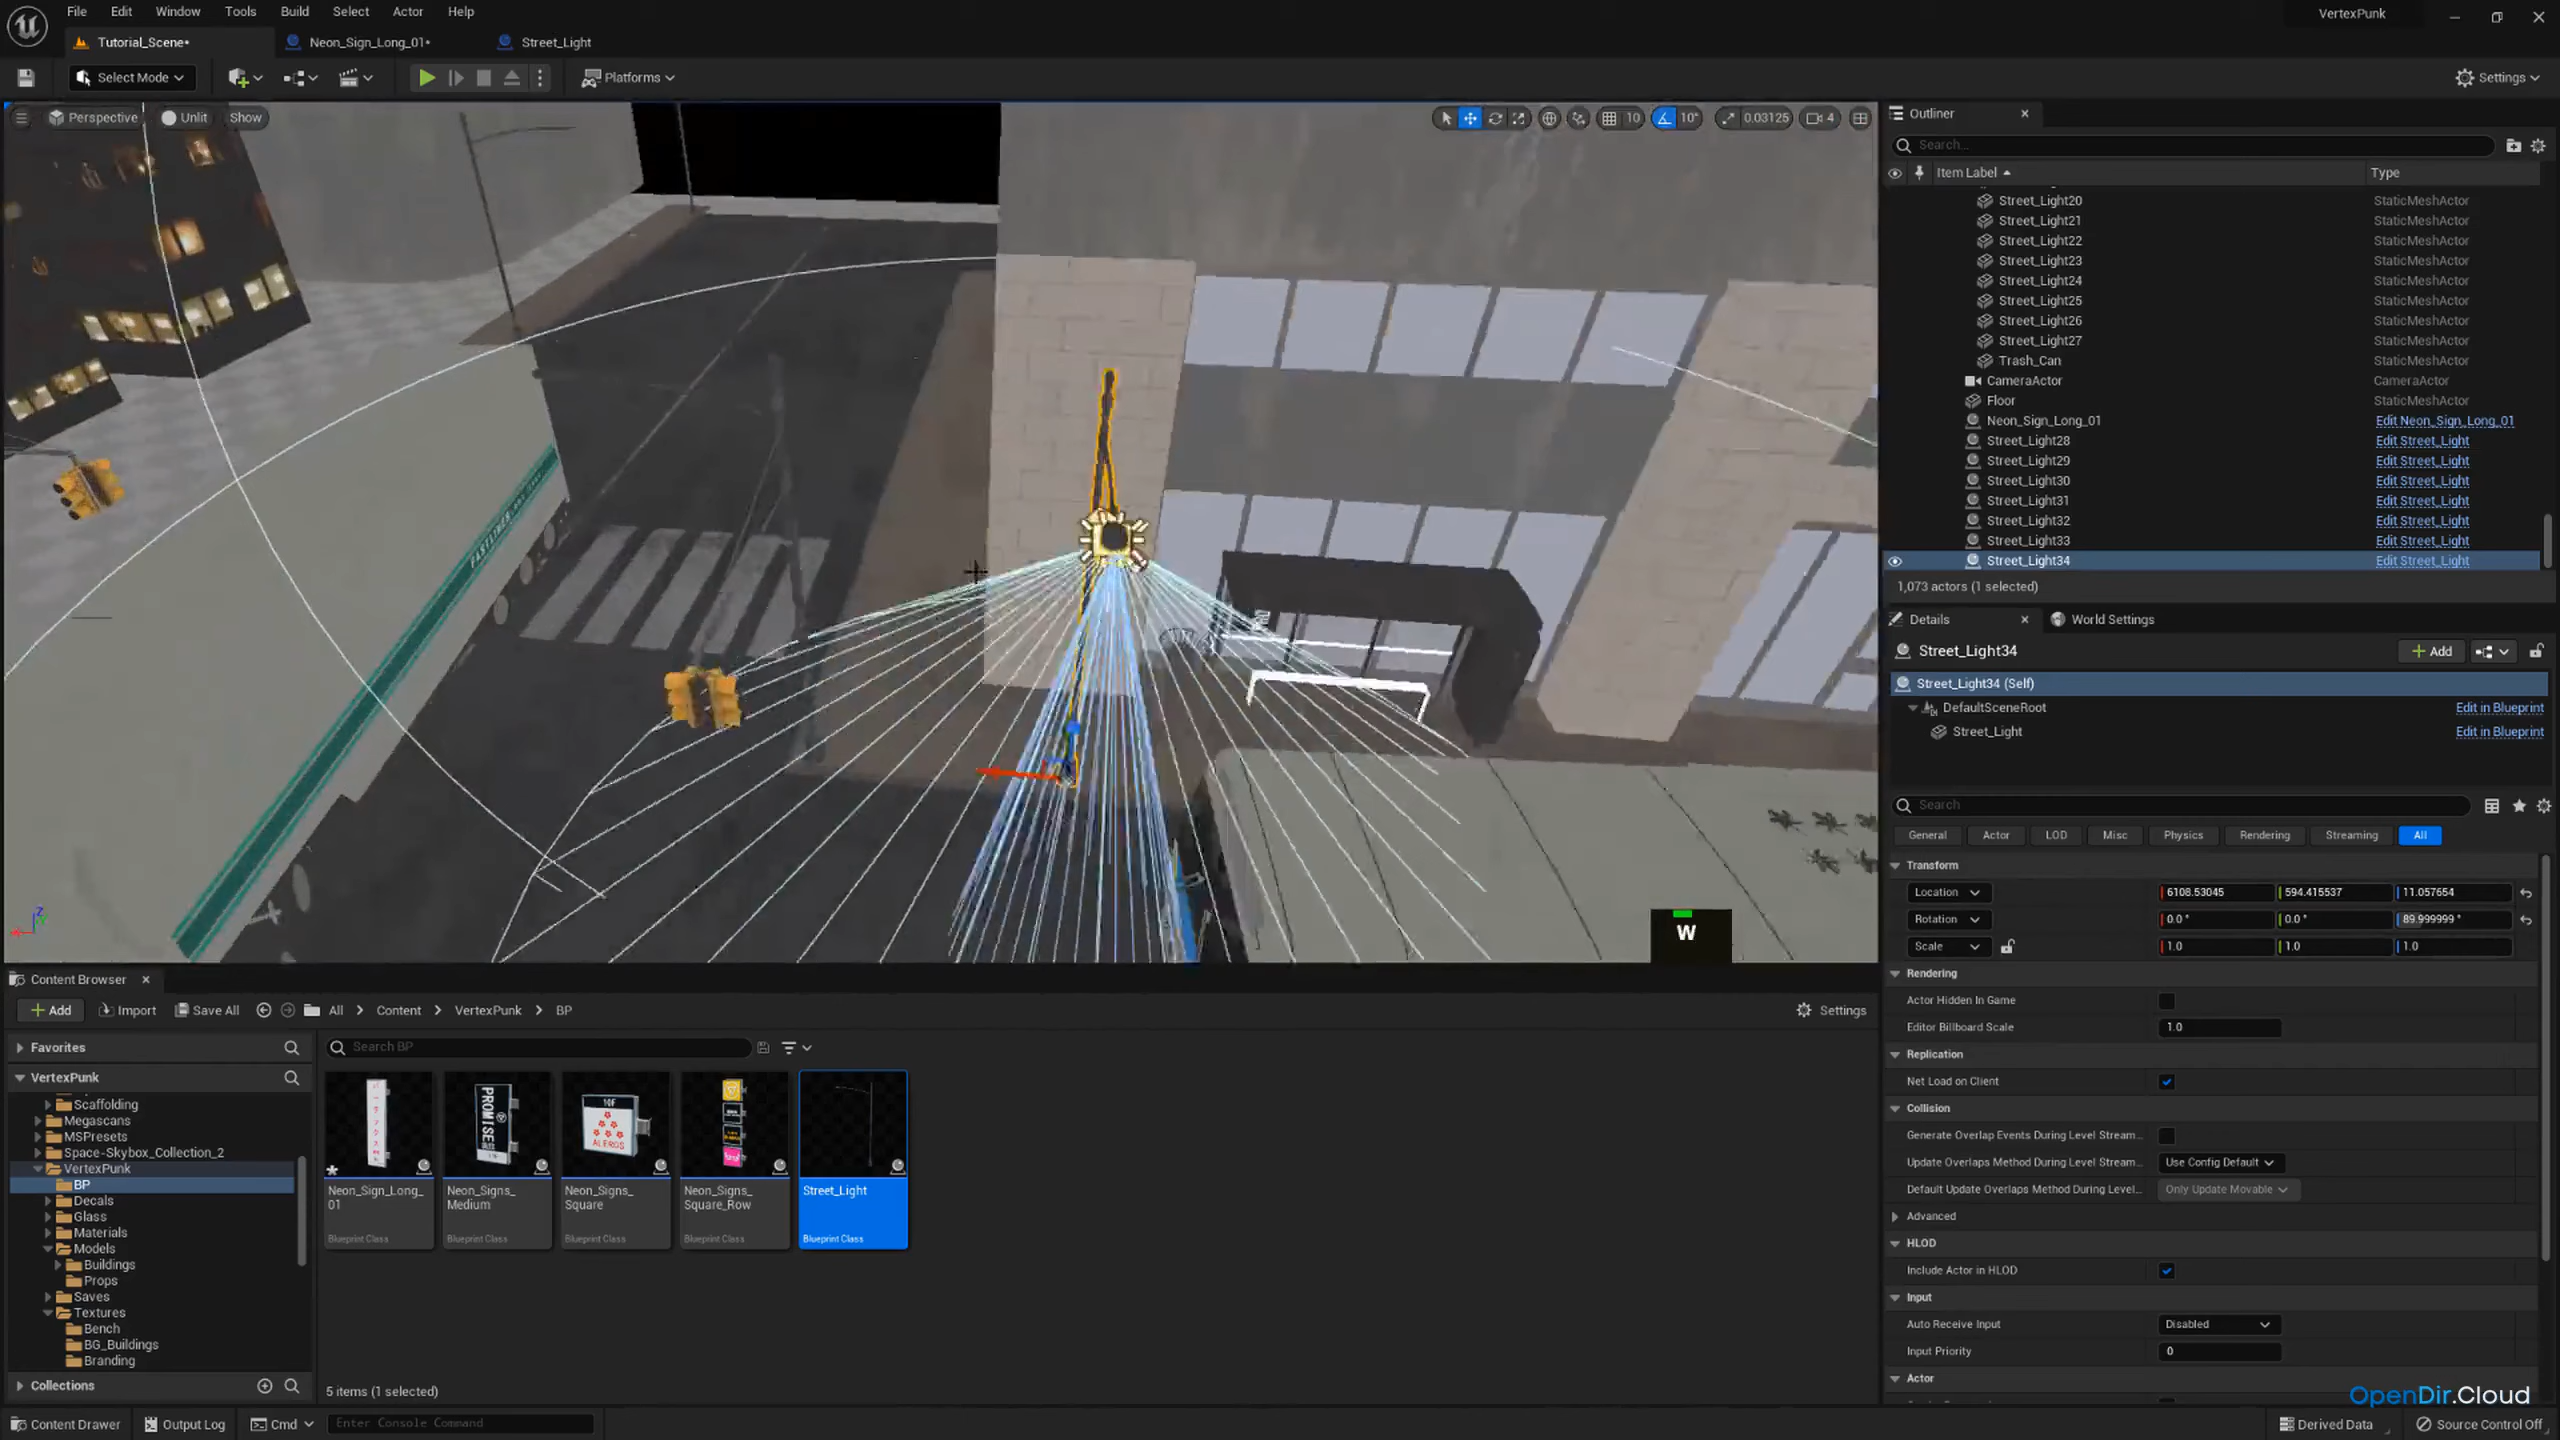 File Edit Window Tools Build Select Actor Help
VertexPunk
Tutorial_Scene* Neon_Sign_Long_01* Street_Light
Select Mode Platforms Settings
Perspective Unlit Show
10 10° 0.03125 4
W
Outliner
Search...
Item Label Type
Street_Light20 StaticMeshActor
Street_Light21 StaticMeshActor
Street_Light22 StaticMeshActor
Street_Light23 StaticMeshActor
Street_Light24 StaticMeshActor
Street_Light25 StaticMeshActor
Street_Light26 StaticMeshActor
Street_Light27 StaticMeshActor
Trash_Can StaticMeshActor
CameraActor CameraActor
Floor StaticMeshActor
Neon_Sign_Long_01 Edit Neon_Sign_Long_01
Street_Light28 Edit Street_Light
Street_Light29 Edit Street_Light
Street_Light30 Edit Street_Light
Street_Light31 Edit Street_Light
Street_Light32 Edit Street_Light
Street_Light33 Edit Street_Light
Street_Light34 Edit Street_Light
1,073 actors (1 selected)
Details World Settings
Street_Light34 Add
Street_Light34 (Self)
DefaultSceneRoot Edit in Blueprint
Street_Light Edit in Blueprint
Search
General Actor LOD Misc Physics Rendering Streaming All
Transform
Location 6108.53045 594.415537 11.057654
Rotation 0.0 ° 0.0 ° 89.999999 °
Scale 1.0 1.0 1.0
Rendering
Actor Hidden In Game
Editor Billboard Scale 1.0
Replication
Net Load on Client
Collision
Generate Overlap Events During Level Stream...
Update Overlaps Method During Level Stream... Use Config Default
Default Update Overlaps Method During Level... Only Update Movable
Advanced
HLOD
Include Actor in HLOD
Input
Auto Receive Input Disabled
Input Priority 0
Actor
Content Browser
Add Import Save All All Content VertexPunk BP Settings
Favorites
Search BP
VertexPunk
Scaffolding
Megascans
MSPresets
Space-Skybox_Collection_2
VertexPunk
BP
Decals
Glass
Materials
Models
Buildings
Props
Saves
Textures
Bench
BG_Buildings
Branding
Collections
PROMISE
10F
ALERGS
Neon_Sign_Long_
01
Blueprint Class
Neon_Signs_
Medium
Blueprint Class
Neon_Signs_
Square
Blueprint Class
Neon_Signs_
Square_Row
Blueprint Class
Street_Light
Blueprint Class
5 items (1 selected)
OpenDir.Cloud
Content Drawer Output Log Cmd Enter Console Command Derived Data Source Control Off